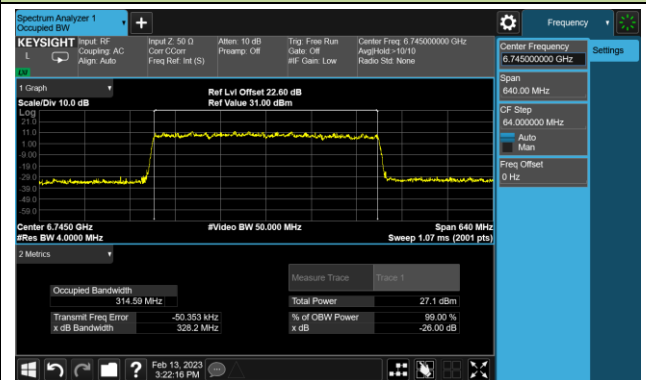 Spectrum Analyzer 1
Occupied BW
+
Frequency
KEYSIGHT
L
Input: RF
Coupling: AC
Align: Auto
Input Z: 50 Ω
Corr CCorr
Freq Ref: Int (S)
Atten: 10 dB
Preamp: Off
Trig: Free Run
Gate: Off
#IF Gain: Low
Center Freq: 6.745000000 GHz
Avg|Hold:>10/10
Radio Std: None
Center Frequency
6.745000000 GHz
Settings
Span
640.00 MHz
CF Step
64.000000 MHz
Auto
Man
Freq Offset
0 Hz
1 Graph
Scale/Div 10.0 dB
Ref Lvl Offset 22.60 dB
Ref Value 31.00 dBm
Log
21.0
11.0
1.00
-9.00
-19.0
-29.0
-39.0
-49.0
-59.0
Center 6.7450 GHz
#Video BW 50.000 MHz
Span 640 MHz
#Res BW 4.0000 MHz
Sweep 1.07 ms (2001 pts)
2 Metrics
Measure Trace
Trace 1
Occupied Bandwidth
314.59 MHz
Total Power
27.1 dBm
Transmit Freq Error
-50.353 kHz
% of OBW Power
99.00 %
x dB Bandwidth
328.2 MHz
x dB
-26.00 dB
?
Feb 13, 2023
3:22:16 PM